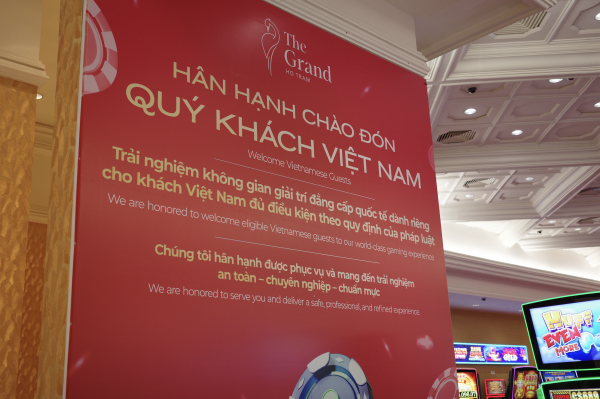 The
Grand
HO TRAM
HÂN HẠNH CHÀO ĐÓN
QUÝ KHÁCH VIỆT NAM
Welcome Vietnamese Guests
Trải nghiệm không gian giải trí đẳng cấp quốc tế dành riêng
cho khách Việt Nam đủ điều kiện theo quy định của pháp luật
We are honored to welcome eligible Vietnamese guests to our world-class gaming experience
Chúng tôi hân hạnh được phục vụ và mang đến trải nghiệm
an toàn – chuyên nghiệp – chuẩn mực
We are honored to serve you and deliver a safe, professional, and refined experience.
EVEN
MORE